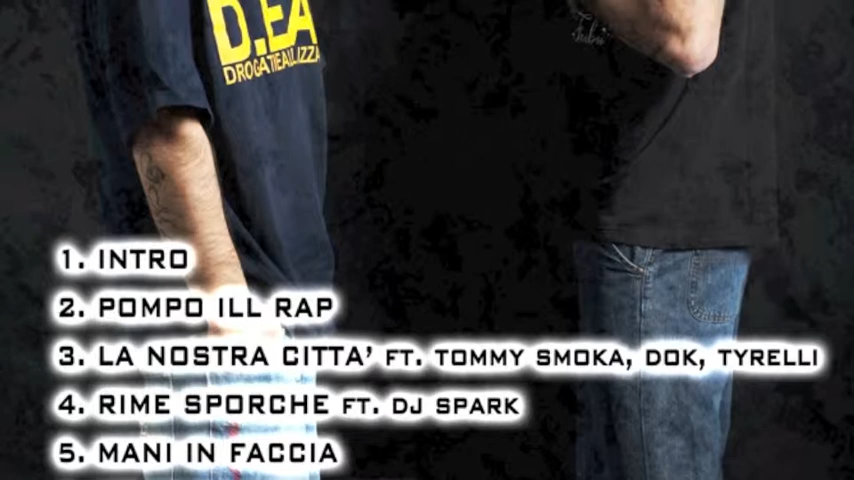 D.EA
1. INTRO
2. POMPO ILL RAP
3. LA NOSTRA CITTA' FT. TOMMY SMOKA, DOK, TYRELLI
4. RIME SPORCHE FT. DJ SPARK
5. MANI IN FACCIA